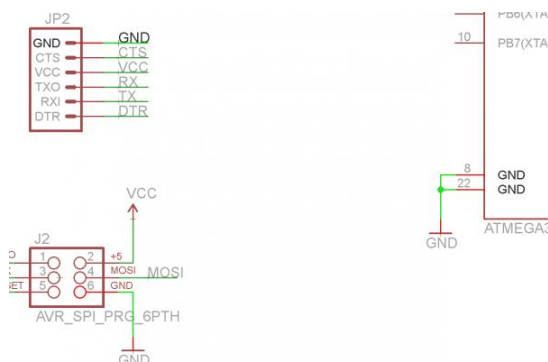 JP2
GND GND
CTS CTS
VCC VCC
TXO RX
RXI TX
DTR DTR
PB6(XTA
10 PB7(XTA
8 GND
22 GND
ATMEGA3
GND
VCC
J2
1 2 +5
3 4 MOSI MOSI
SET 5 6 GND
AVR_SPI_PRG_6PTH
GND